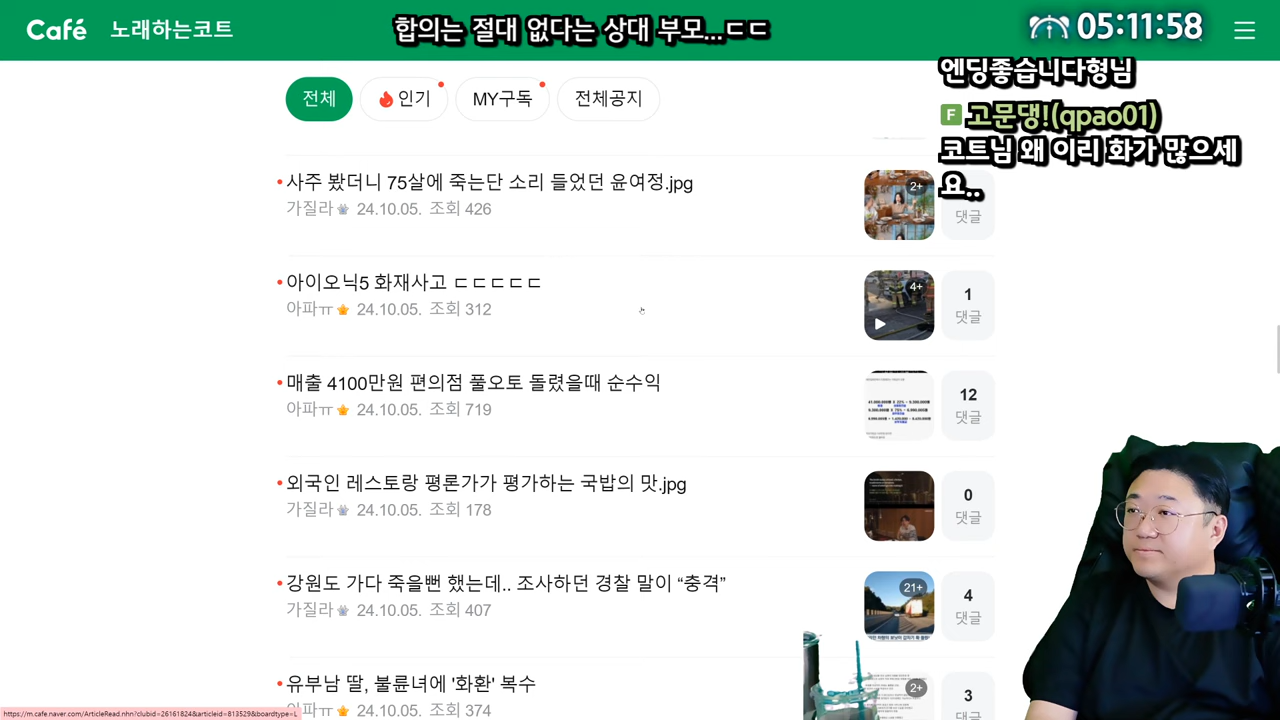 Café 노래하는코트
합의는 절대 없다는 상대 부모...ㄷㄷ
05:11:58
엔딩좋습니다형님
F 고문댕!(qpao01)
코트님 왜 이리 화가 많으세
요..
전체 인기 MY구독 전체공지
사주 봤더니 75살에 죽는단 소리 들었던 윤여정.jpg
가질라 24.10.05. 조회 426
2+
댓글
아이오닉5 화재사고 ㄷㄷㄷㄷㄷ
아파ㅠ 24.10.05. 조회 312
4+
1
댓글
매출 4100만원 편의점 풀오토 돌렸을때 순수익
아파ㅠ 24.10.05. 조회 719
12
댓글
외국인 레스토랑 평론가가 평가하는 국밥의 맛.jpg
가질라 24.10.05. 조회 178
0
댓글
강원도 가다 죽을뻔 했는데.. 조사하던 경찰 말이 “충격”
가질라 24.10.05. 조회 407
21+
4
댓글
유부남 딸, 불륜녀에 '화환' 복수
아파ㅠ 24.10.05. 조회 374
2+
3
https://m.cafe.naver.com/ArticleRead.nhn?clubid=26161824&articleid=813529&boardtype=L